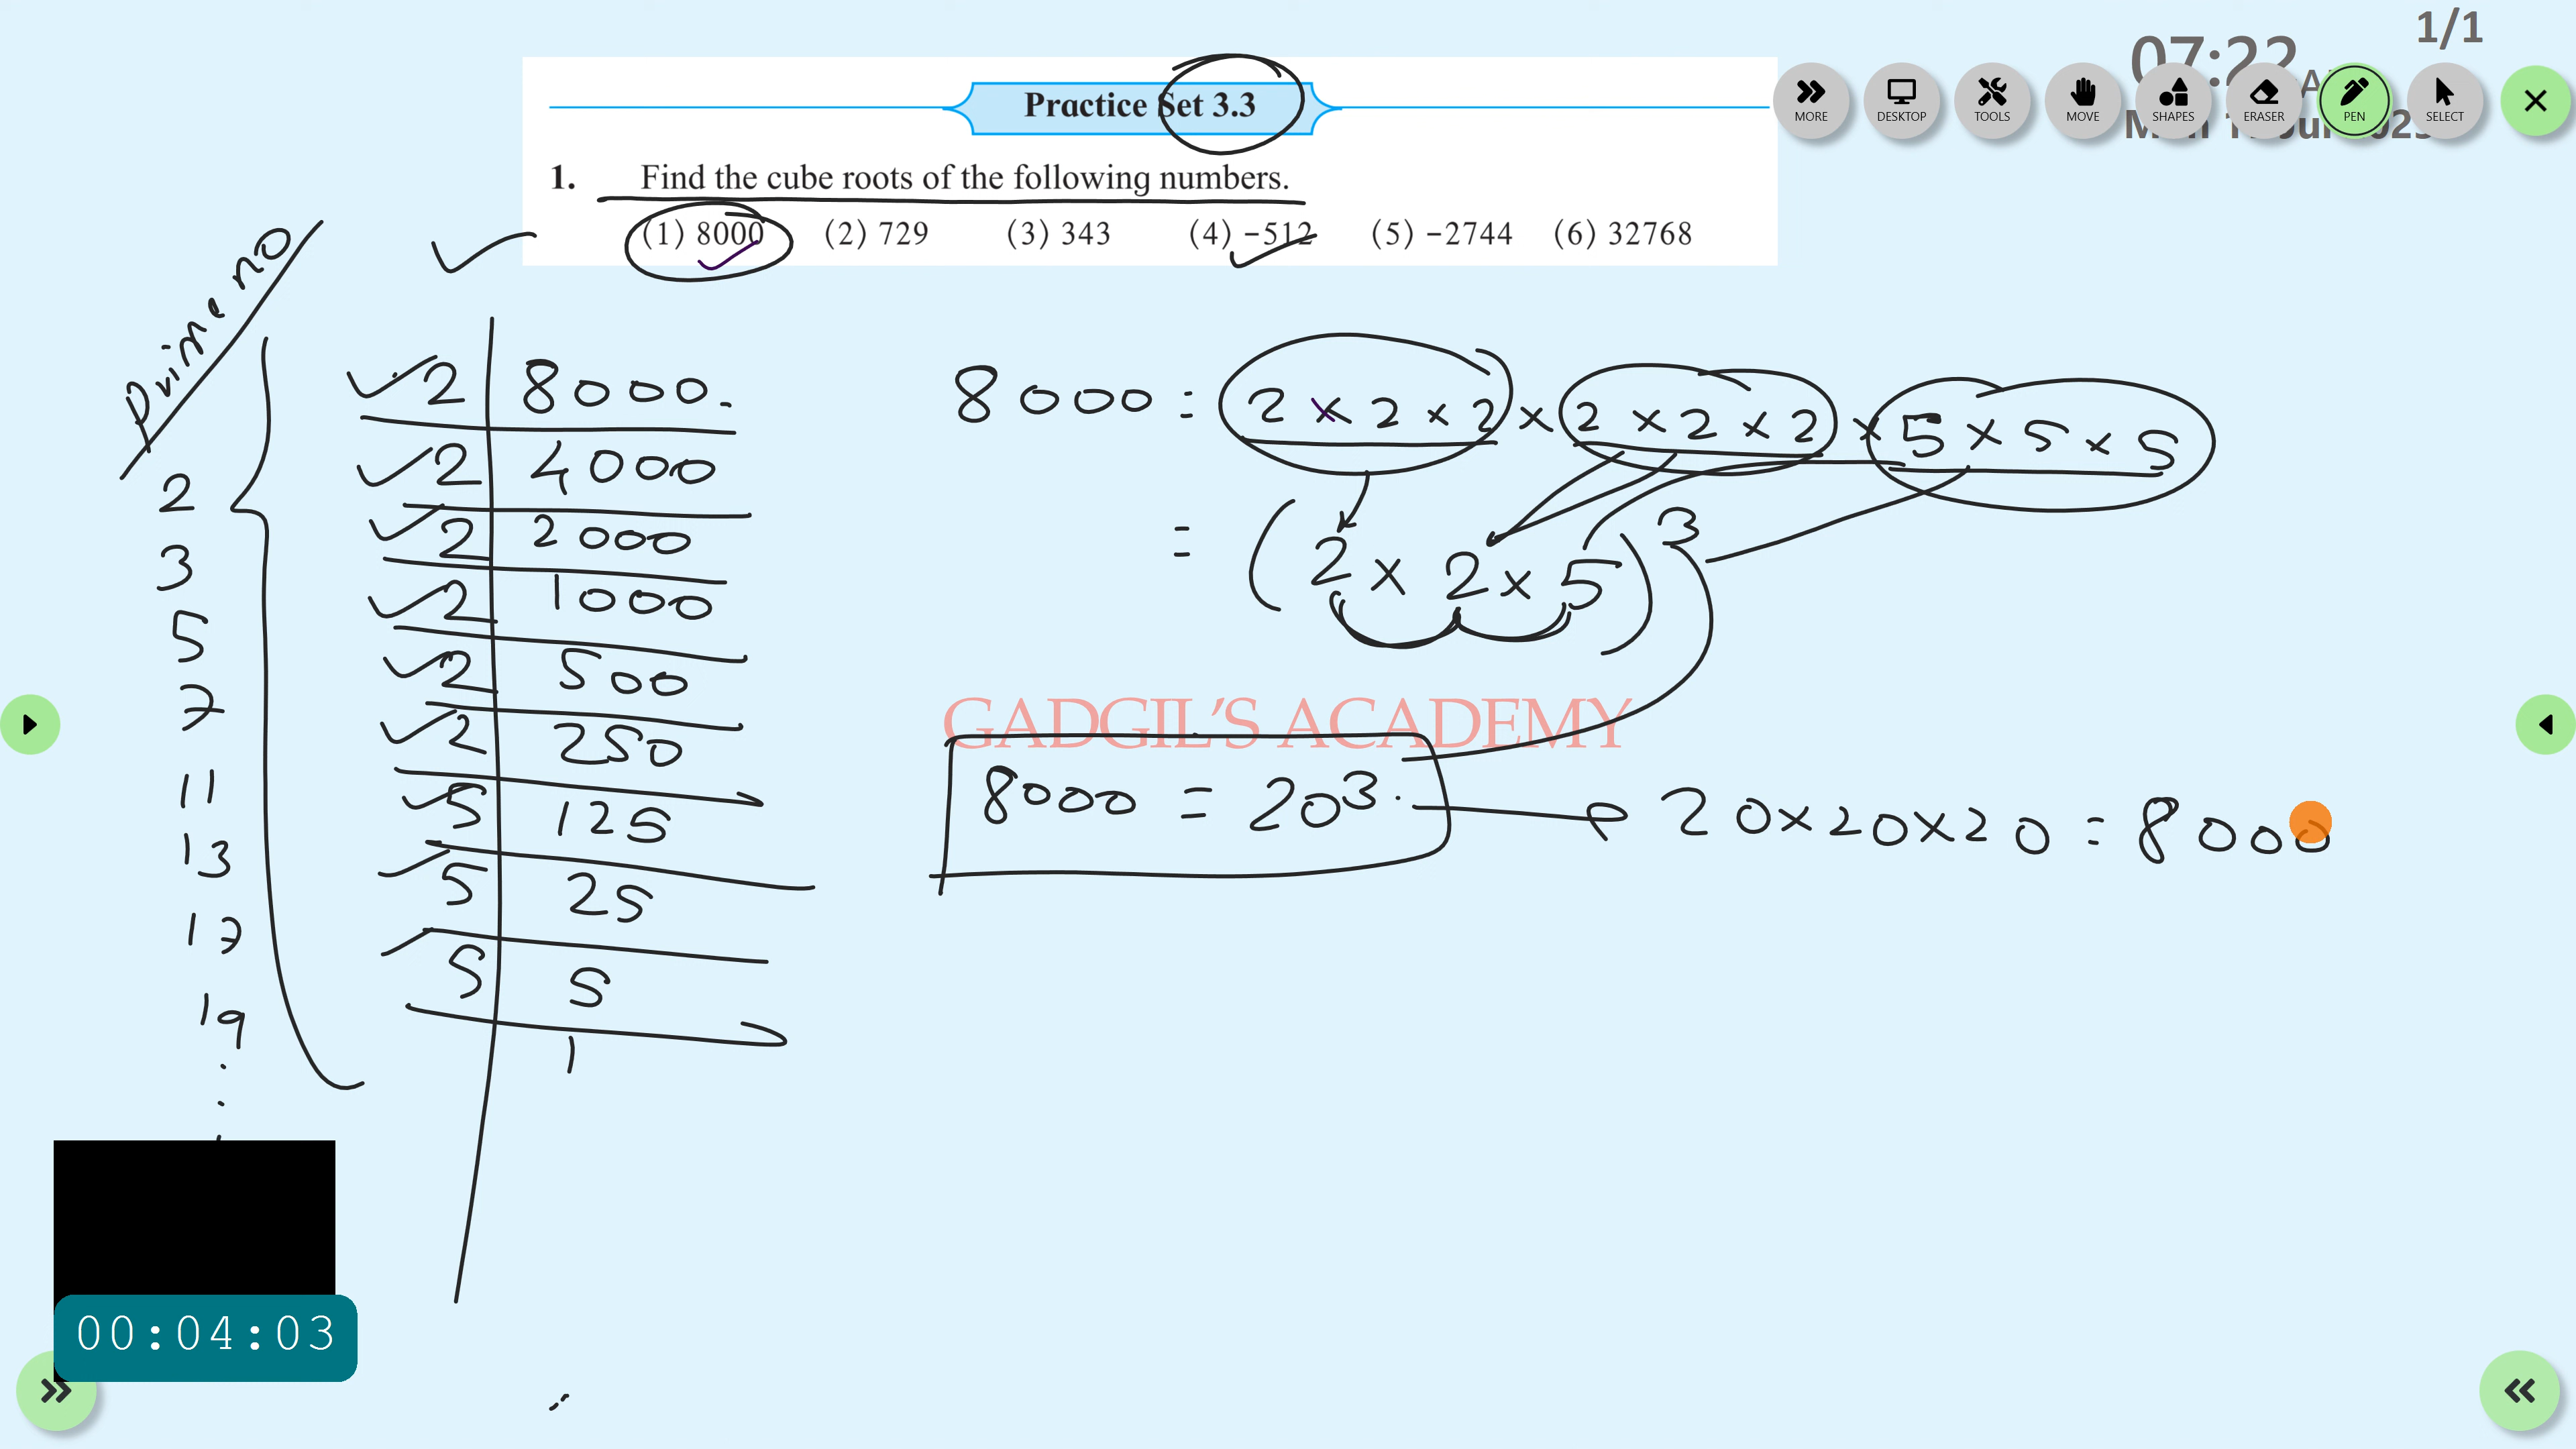 1/1
07:22
MORE DESKTOP TOOLS MOVE SHAPES ERASER PEN SELECT
Practice Set 3.3
1. Find the cube roots of the following numbers.
(1) 8000 (2) 729 (3) 343 (4) −512 (5) −2744 (6) 32768
Prime no
2
3
5
7
11
13
17
19
2 8000
2 4000
2 2000
2 1000
2 500
2 250
5 125
5 25
5 5
1
8000 = 2 × 2 × 2 × 2 × 2 × 2 × 5 × 5 × 5
= (2 × 2 × 5)³
GADGIL'S ACADEMY
8000 = 20³ 20×20×20 = 8000
00:04:03